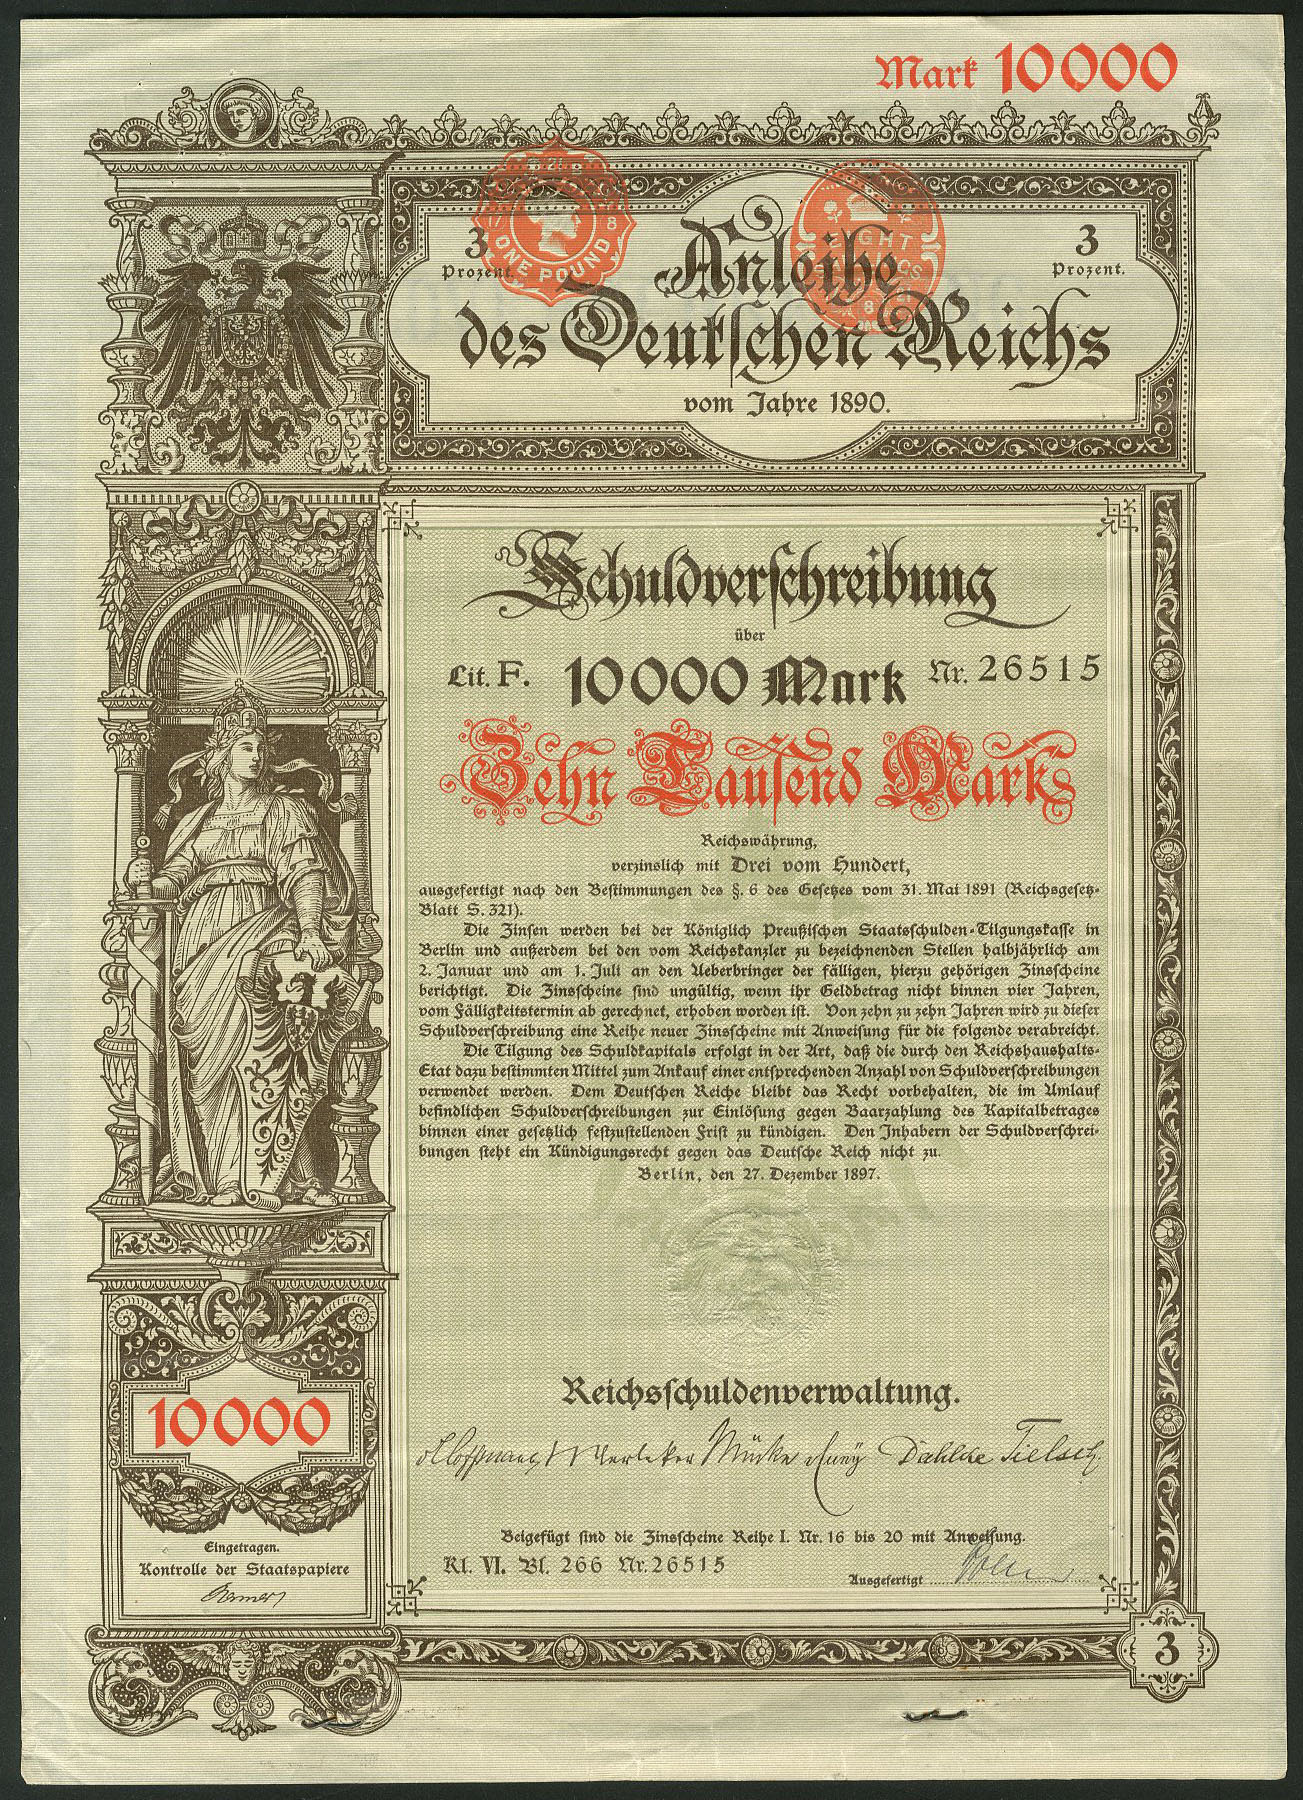 Mark 10000
3
Prozent.
ONE POUND
Anleihe
3
Prozent.
des Deutschen Reichs
vom Jahre 1890.
Schuldverschreibung
über
Lit. F. 10000 Mark Nr. 26515
Zehn Tausend Mark
Reichswährung,
verzinslich mit Drei vom Hundert,
ausgefertigt nach den Bestimmungen des §. 6 des Gesetzes vom 31. Mai 1891 (Reichsgesetz-
Blatt S. 321).
Die Zinsen werden bei der Königlich Preußischen Staatsschulden-Tilgungskasse in
Berlin und außerdem bei den vom Reichskanzler zu bezeichnenden Stellen halbjährlich am
2. Januar und am 1. Juli an den Ueberbringer der fälligen, hierzu gehörigen Zinsscheine
berichtigt. Die Zinsscheine sind ungültig, wenn ihr Geldbetrag nicht binnen vier Jahren,
vom Fälligkeitstermin ab gerechnet, erhoben worden ist. Von zehn zu zehn Jahren wird zu dieser
Schuldverschreibung eine Reihe neuer Zinsscheine mit Anweisung für die folgende verabreicht.
Die Tilgung des Schuldkapitals erfolgt in der Art, daß die durch den Reichshaushalts-
Etat dazu bestimmten Mittel zum Ankauf einer entsprechenden Anzahl von Schuldverschreibungen
verwendet werden. Dem Deutschen Reiche bleibt das Recht vorbehalten, die im Umlauf
befindlichen Schuldverschreibungen zur Einlösung gegen Baarzahlung des Kapitalbetrages
binnen einer gesetzlich festzustellenden Frist zu kündigen. Den Inhabern der Schuldverschrei-
bungen steht ein Kündigungsrecht gegen das Deutsche Reich nicht zu.
Berlin, den 27. Dezember 1897.
Reichsschuldenverwaltung.
Mücke Dahlke Tielsch
10000
Eingetragen.
Kontrolle der Staatspapiere
Beigefügt sind die Zinsscheine Reihe I. Nr. 16 bis 20 mit Anweisung.
Kl. VI. Bl. 266 Nr. 26515
Ausgefertigt
3